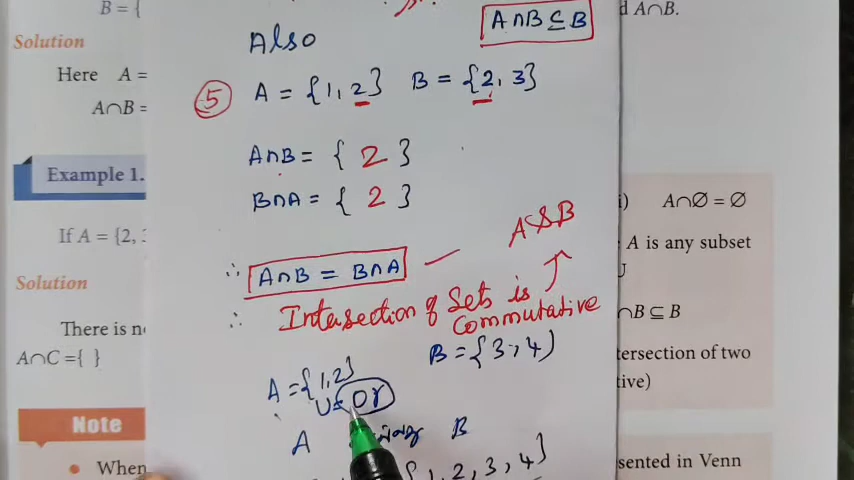 B = {
d A∩B.
A∩B ⊆ B
Solution
Also
Here A =
A∩B =
5 A = {1, 2} B = {2, 3}
A∩B = { 2 }
Example 1.
B∩A = { 2 }
i) A∩∅ = ∅
A & B
If A = {2, 3
A is any subset
∴ A∩B = B∩A
U
Solution
∴ Intersection of Sets is
Commutative
∩B ⊆ B
There is no
B = {3, 4}
A∩C = { }
tersection of two
A = {1, 2}
tive)
U = or
Note
A B
When
{1, 2, 3, 4}
sented in Venn